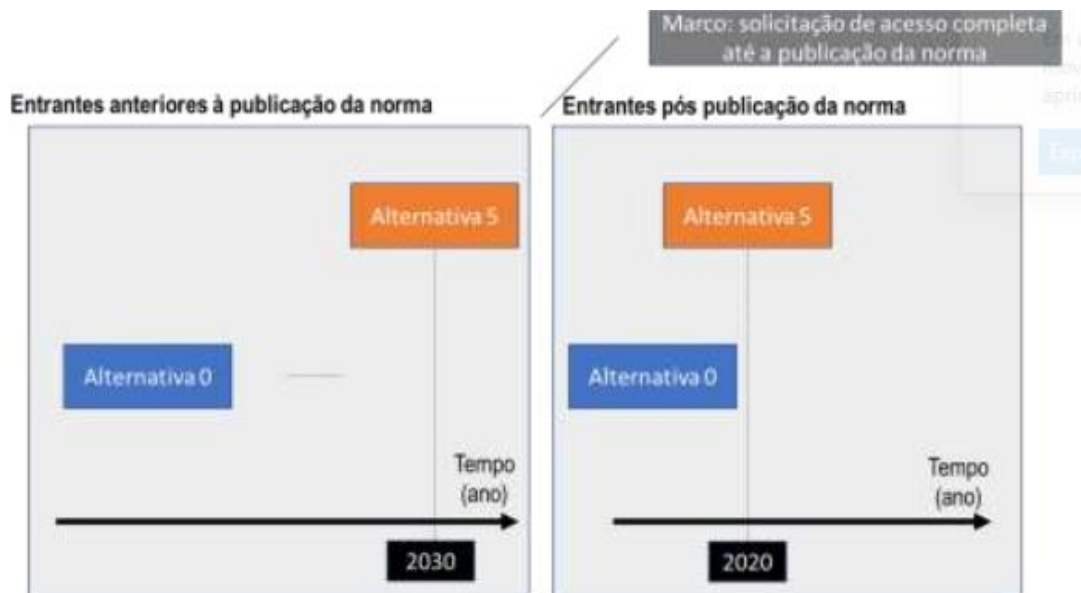 Marco: solicitação de acesso completa
até a publicação da norma
Entrantes anteriores à publicação da norma
Entrantes pós publicação da norma
Alternativa 5
Alternativa 0
Tempo
(ano)
2030
Alternativa 5
Alternativa 0
Tempo
(ano)
2020